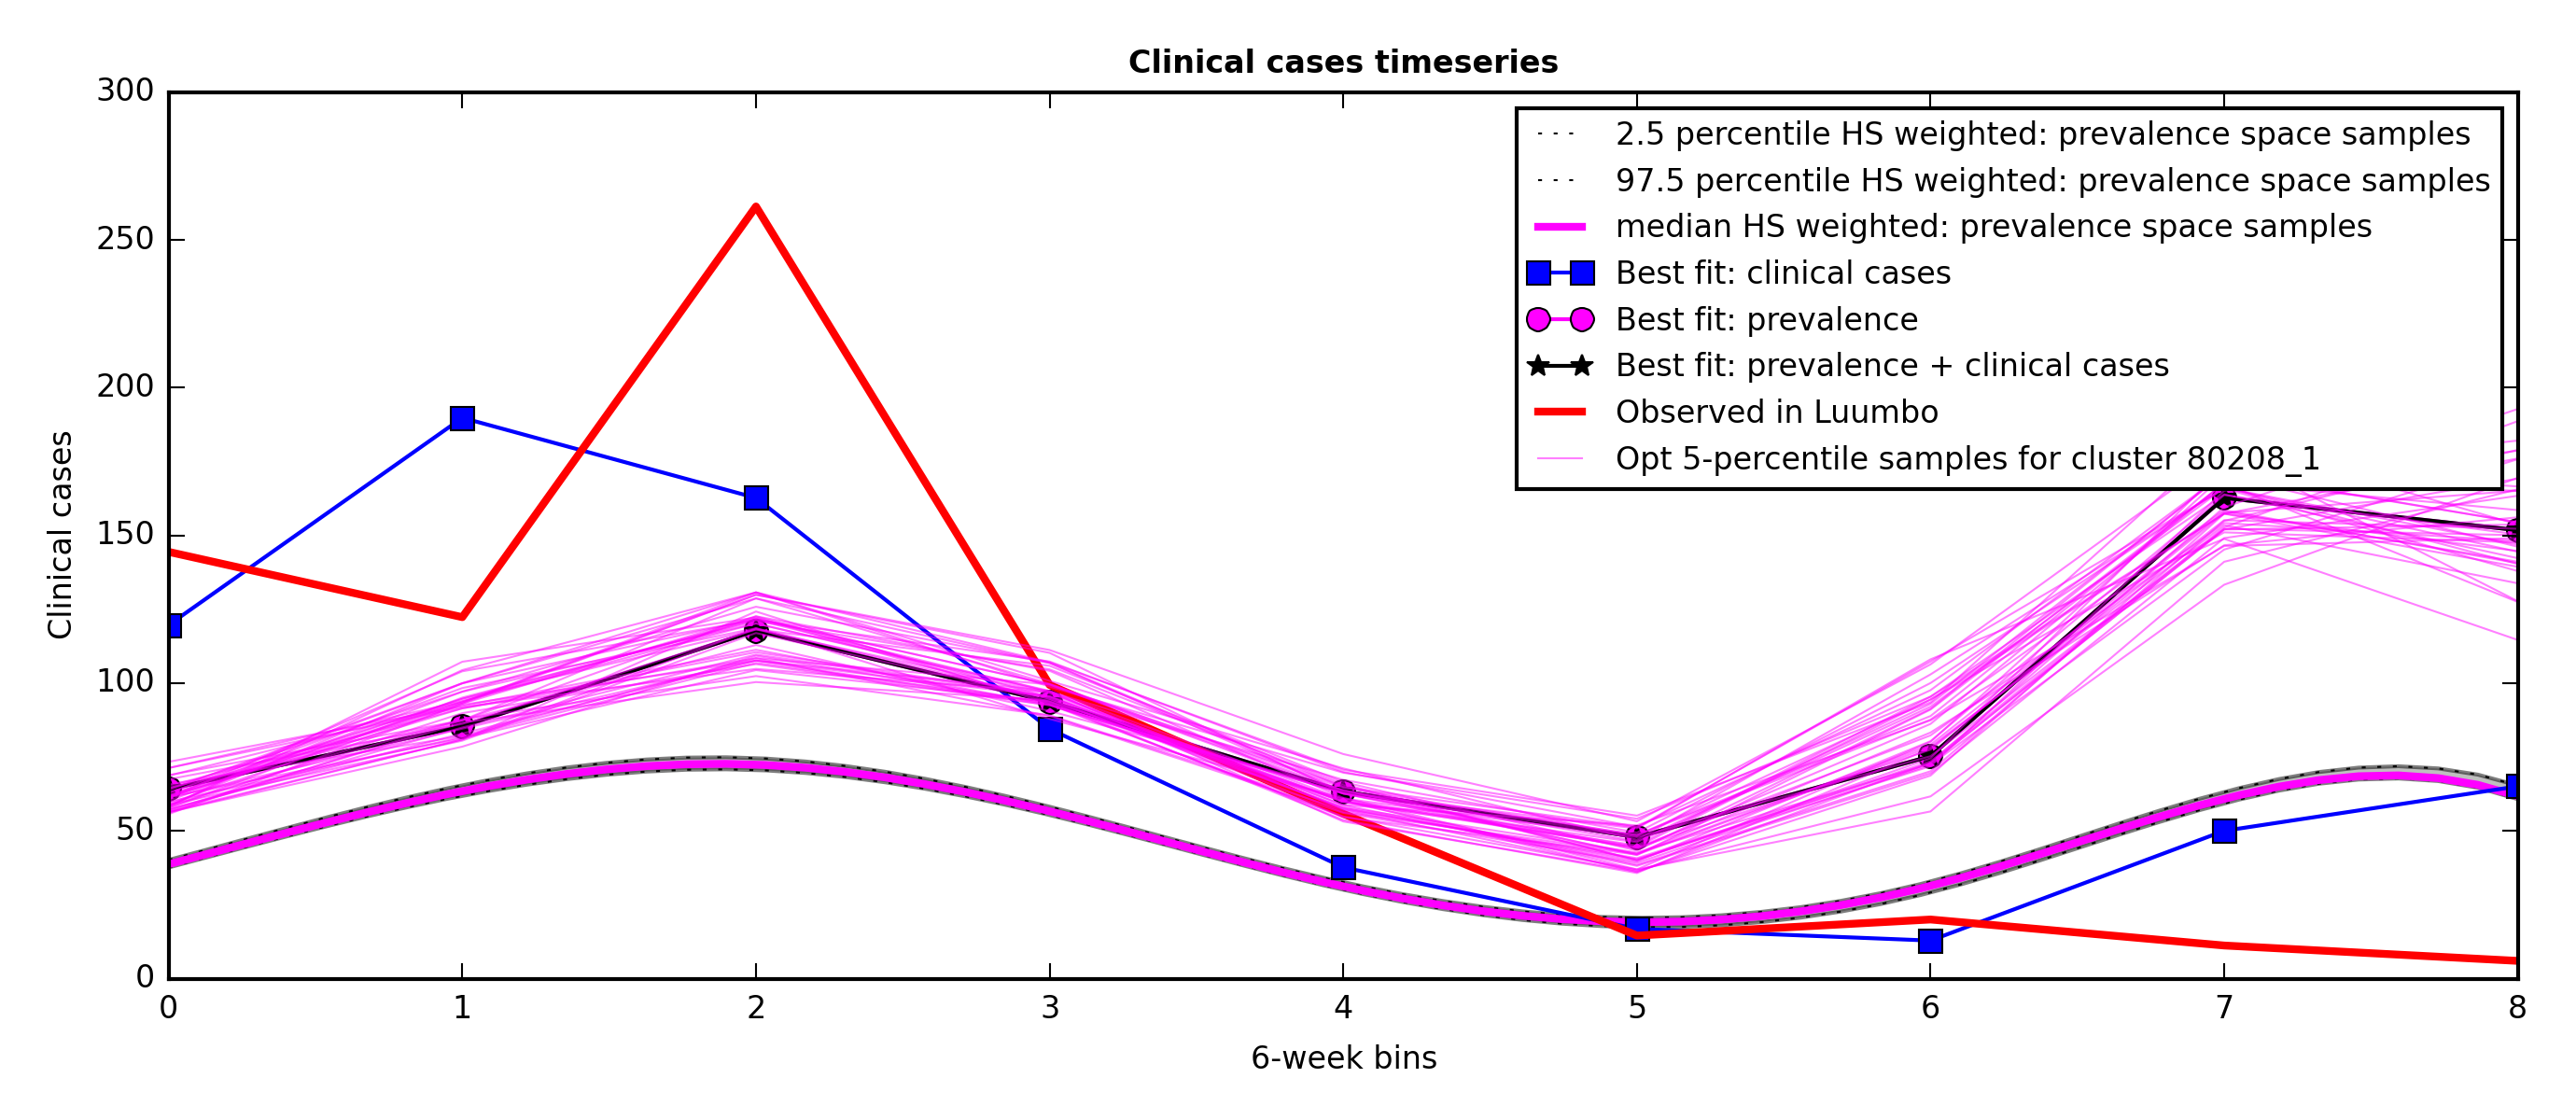 Clinical cases timeseries
300
250
200
150
100
50
0
Clinical cases
2.5 percentile HS weighted: prevalence space samples
97.5 percentile HS weighted: prevalence space samples
median HS weighted: prevalence space samples
Best fit: clinical cases
Best fit: prevalence
Best fit: prevalence + clinical cases
Observed in Luumbo
Opt 5-percentile samples for cluster 80208_1
0 1 2 3 4 5 6 7 8
6-week bins